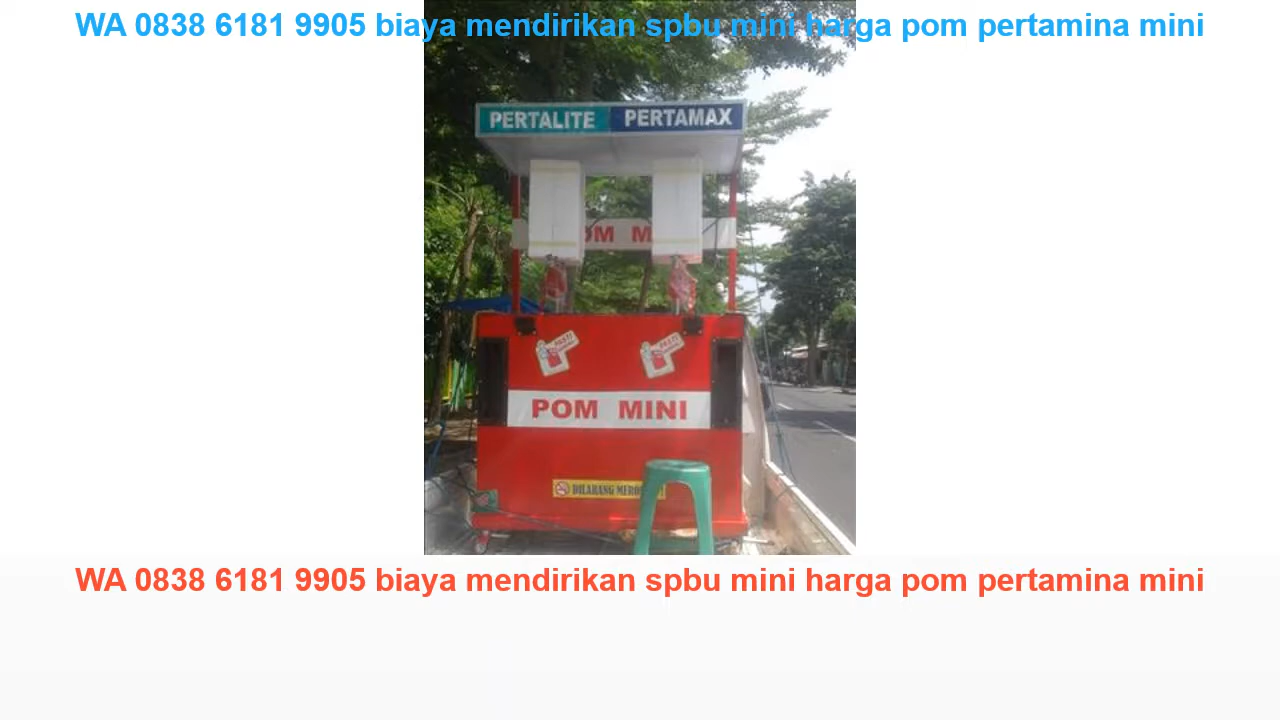 WA 0838 6181 9905 biaya mendirikan spbu mini harga pom pertamina mini
PERTALITE PERTAMAX
POM MINI
DILARANG
WA 0838 6181 9905 biaya mendirikan spbu mini harga pom pertamina mini